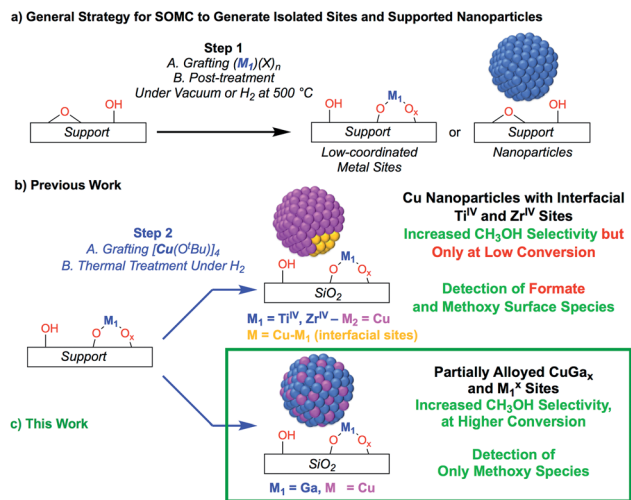 a) General Strategy for SOMC to Generate Isolated Sites and Supported Nanoparticles
Step 1
A. Grafting (M₁)(X)ₙ
B. Post-treatment
Under Vacuum or H₂ at 500 °C
O
OH
Support
OH
M₁
O
Oₓ
Support
Low-coordinated
Metal Sites
or
O
OH
Support
Nanoparticles
b) Previous Work
Step 2
A. Grafting [Cu(OᵗBu)]₄
B. Thermal Treatment Under H₂
OH
M₁
O
Oₓ
Support
OH
M₁
O
Oₓ
SiO₂
M₁ = Tiᴵⱽ, Zrᴵⱽ – M₂ = Cu
M = Cu-M₁ (interfacial sites)
Cu Nanoparticles with Interfacial
Tiᴵⱽ and Zrᴵⱽ Sites
Increased CH₃OH Selectivity but
Only at Low Conversion
Detection of Formate
and Methoxy Surface Species
c) This Work
OH
M₁
O
Oₓ
SiO₂
M₁ = Ga, M = Cu
Partially Alloyed CuGaₓ
and M₁ˣ Sites
Increased CH₃OH Selectivity,
at Higher Conversion
Detection of
Only Methoxy Species